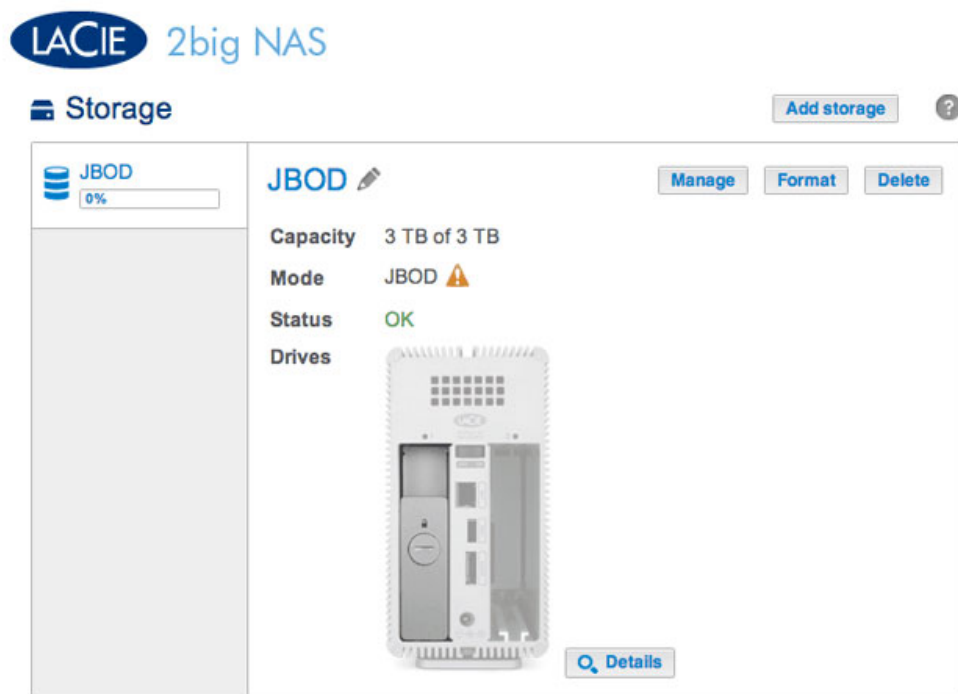 LACIE 2big NAS
Storage
Add storage
?
JBOD
0%
JBOD
Manage
Format
Delete
Capacity 3 TB of 3 TB
Mode JBOD
Status OK
Drives
LACIE
Details